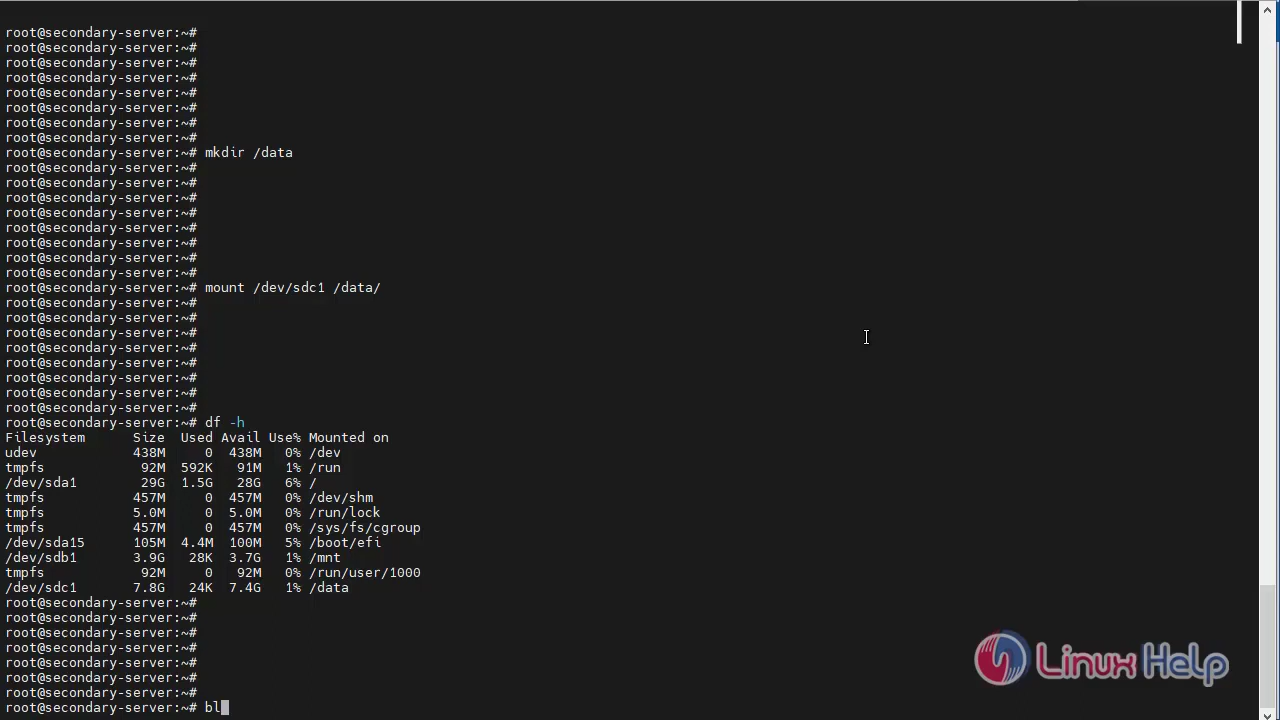 root@secondary-server:~#
root@secondary-server:~#
root@secondary-server:~#
root@secondary-server:~#
root@secondary-server:~#
root@secondary-server:~#
root@secondary-server:~#
root@secondary-server:~#
root@secondary-server:~# mkdir /data
root@secondary-server:~#
root@secondary-server:~#
root@secondary-server:~#
root@secondary-server:~#
root@secondary-server:~#
root@secondary-server:~#
root@secondary-server:~#
root@secondary-server:~#
root@secondary-server:~# mount /dev/sdc1 /data/
root@secondary-server:~#
root@secondary-server:~#
root@secondary-server:~#
root@secondary-server:~#
root@secondary-server:~#
root@secondary-server:~#
root@secondary-server:~#
root@secondary-server:~#
root@secondary-server:~# df -h
Filesystem      Size  Used Avail Use% Mounted on
udev            438M     0  438M   0% /dev
tmpfs            92M  592K   91M   1% /run
/dev/sda1        29G  1.5G   28G   6% /
tmpfs           457M     0  457M   0% /dev/shm
tmpfs           5.0M     0  5.0M   0% /run/lock
tmpfs           457M     0  457M   0% /sys/fs/cgroup
/dev/sda15      105M  4.4M  100M   5% /boot/efi
/dev/sdb1       3.9G   28K  3.7G   1% /mnt
tmpfs            92M     0   92M   0% /run/user/1000
/dev/sdc1       7.8G   24K  7.4G   1% /data
root@secondary-server:~#
root@secondary-server:~#
root@secondary-server:~#
root@secondary-server:~#
root@secondary-server:~#
root@secondary-server:~#
root@secondary-server:~#
root@secondary-server:~# bl
Linux Help